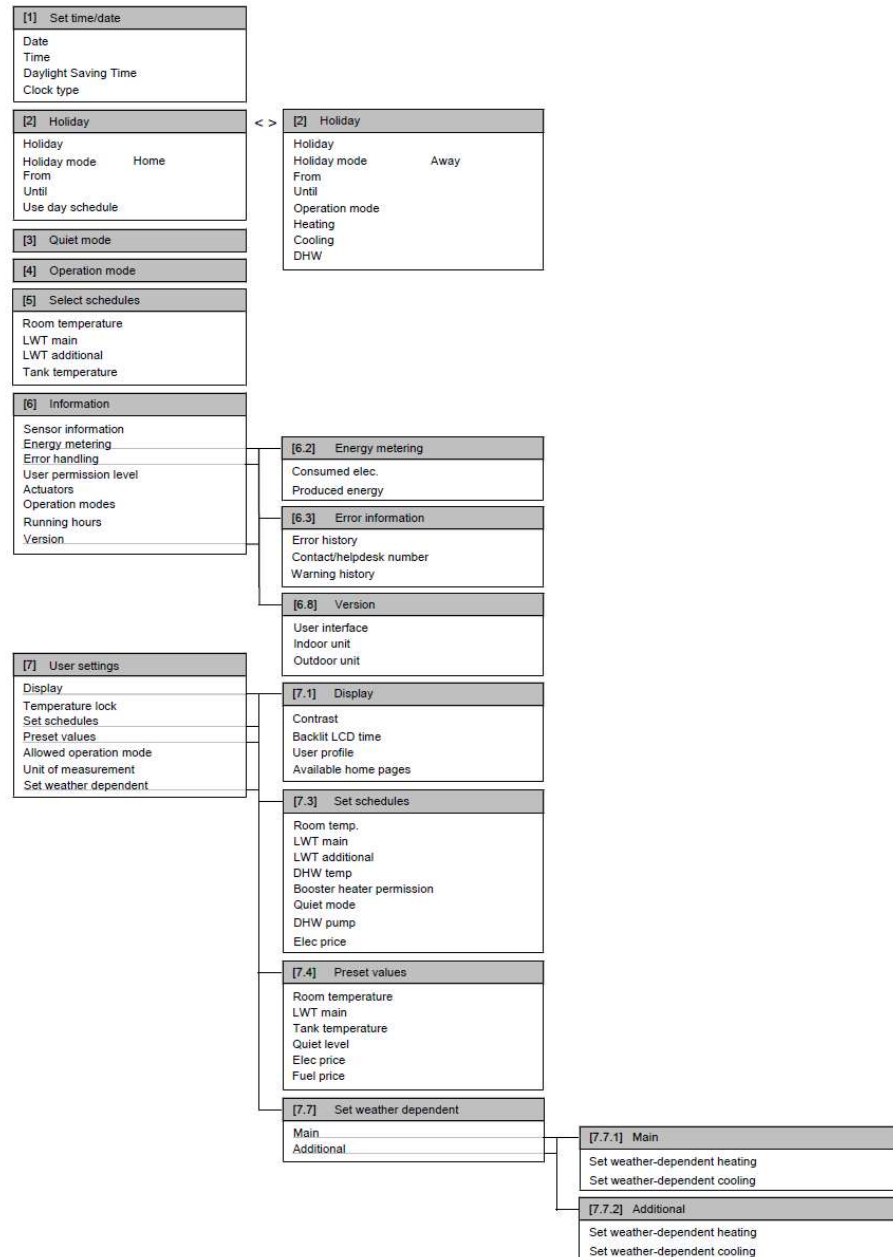 [1] Set time/date
Date
Time
Daylight Saving Time
Clock type
[2] Holiday
Holiday
Holiday mode Home
From
Until
Use day schedule
< >
[2] Holiday
Holiday
Holiday mode Away
From
Until
Operation mode
Heating
Cooling
DHW
[3] Quiet mode
[4] Operation mode
[5] Select schedules
Room temperature
LWT main
LWT additional
Tank temperature
[6] Information
Sensor information
Energy metering
Error handling
User permission level
Actuators
Operation modes
Running hours
Version
[6.2] Energy metering
Consumed elec.
Produced energy
[6.3] Error information
Error history
Contact/helpdesk number
Warning history
[6.8] Version
User interface
Indoor unit
Outdoor unit
[7] User settings
Display
Temperature lock
Set schedules
Preset values
Allowed operation mode
Unit of measurement
Set weather dependent
[7.1] Display
Contrast
Backlit LCD time
User profile
Available home pages
[7.3] Set schedules
Room temp.
LWT main
LWT additional
DHW temp
Booster heater permission
Quiet mode
DHW pump
Elec price
[7.4] Preset values
Room temperature
LWT main
Tank temperature
Quiet level
Elec price
Fuel price
[7.7] Set weather dependent
Main
Additional
[7.7.1] Main
Set weather-dependent heating
Set weather-dependent cooling
[7.7.2] Additional
Set weather-dependent heating
Set weather-dependent cooling